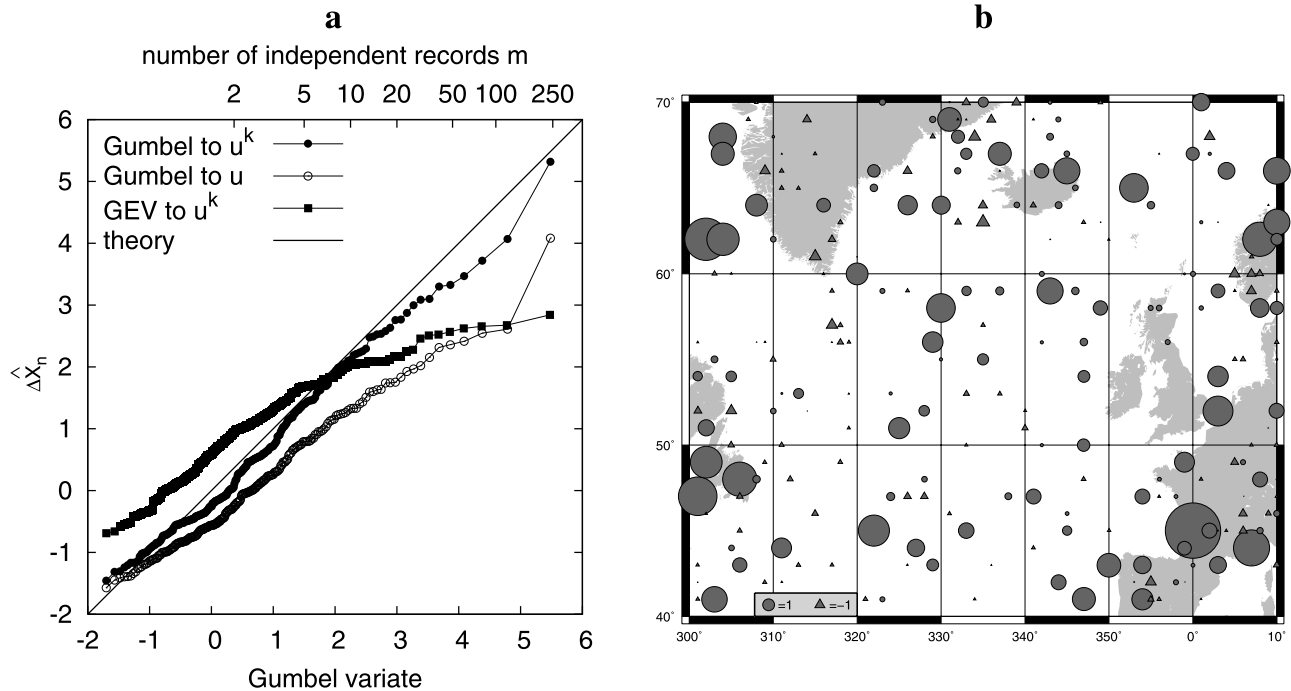 a
number of independent records m
2 5 10 20 50 100 250
6
5
4
3
2
1
0
-1
-2
Gumbel to u^k
Gumbel to u
GEV to u^k
theory
Δx̂ₙ
-2 -1 0 1 2 3 4 5 6
Gumbel variate
b
70°
60°
50°
40°
=1 =-1
300° 310° 320° 330° 340° 350° 0° 10°